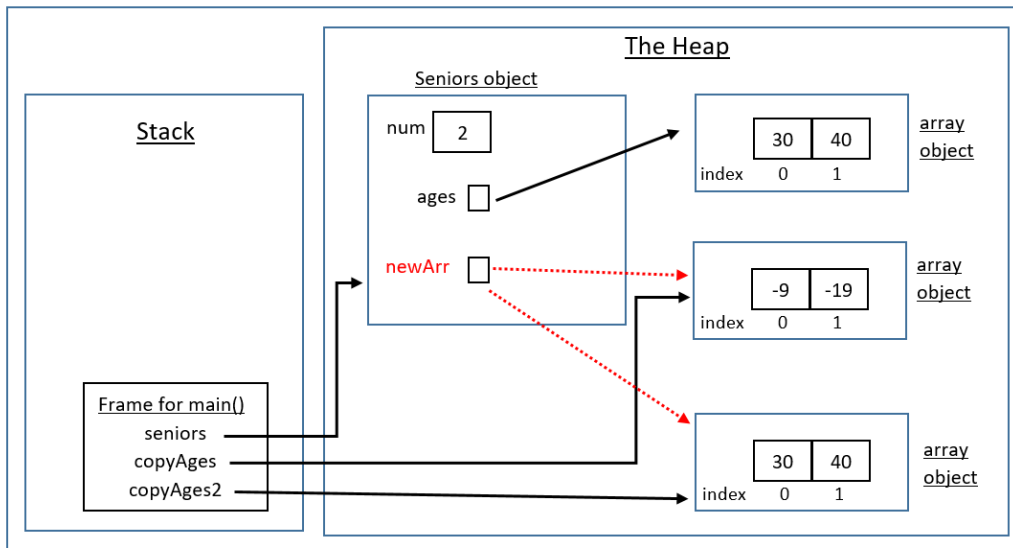 The Heap
Stack
Seniors object
num 2
ages
newArr
30 40
index 0 1
array
object
-9 -19
index 0 1
array
object
30 40
index 0 1
array
object
Frame for main()
seniors
copyAges
copyAges2